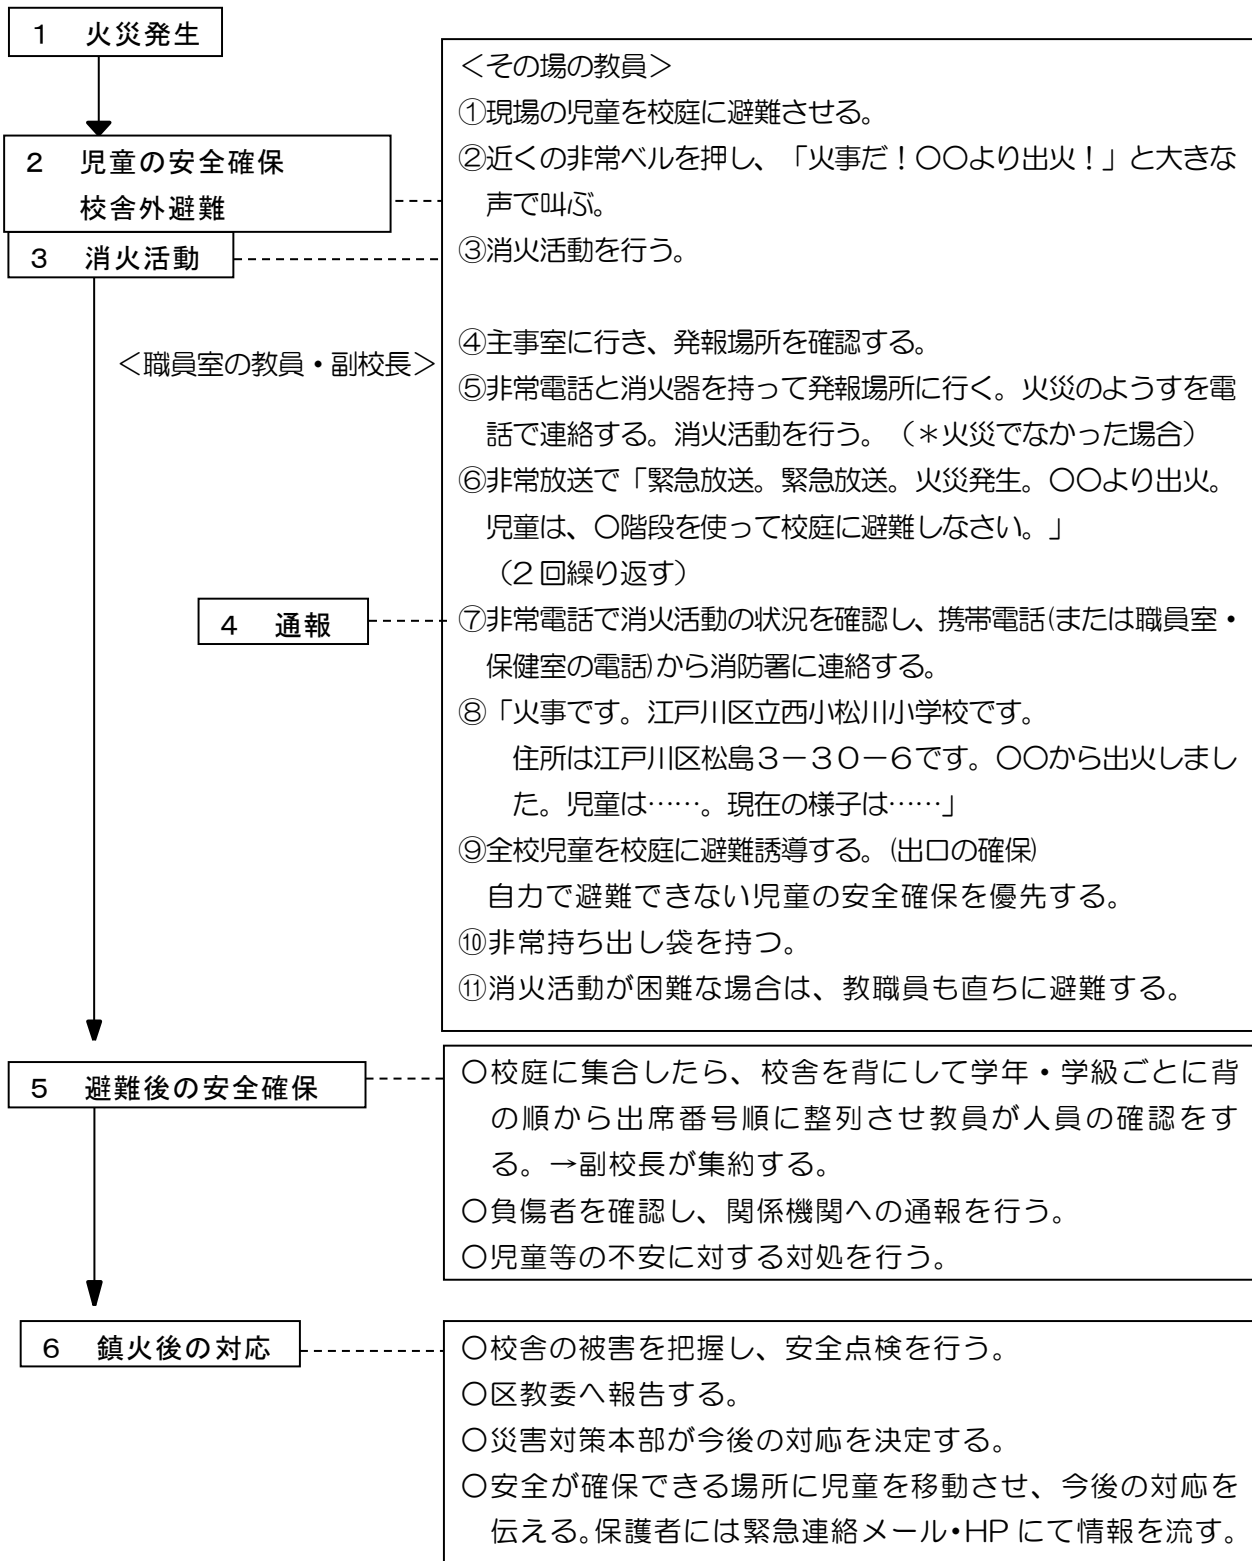 １　火災発生
２　児童の安全確保
校舎外避難
３　消火活動
＜その場の教員＞
①現場の児童を校庭に避難させる。
②近くの非常ベルを押し、「火事だ！〇〇より出火！」と大きな
声で叫ぶ。
③消火活動を行う。
＜職員室の教員・副校長＞
④主事室に行き、発報場所を確認する。
⑤非常電話と消火器を持って発報場所に行く。火災のようすを電
話で連絡する。消火活動を行う。（＊火災でなかった場合）
⑥非常放送で「緊急放送。緊急放送。火災発生。〇〇より出火。
児童は、〇階段を使って校庭に避難しなさい。」
（２回繰り返す）
４　通報
⑦非常電話で消火活動の状況を確認し、携帯電話(または職員室・
保健室の電話)から消防署に連絡する。
⑧「火事です。江戸川区立西小松川小学校です。
住所は江戸川区松島３－３０－６です。〇〇から出火しまし
た。児童は……。現在の様子は……」
⑨全校児童を校庭に避難誘導する。(出口の確保)
自力で避難できない児童の安全確保を優先する。
⑩非常持ち出し袋を持つ。
⑪消火活動が困難な場合は、教職員も直ちに避難する。
５　避難後の安全確保
〇校庭に集合したら、校舎を背にして学年・学級ごとに背
の順から出席番号順に整列させ教員が人員の確認をす
る。→副校長が集約する。
〇負傷者を確認し、関係機関への通報を行う。
〇児童等の不安に対する対処を行う。
６　鎮火後の対応
〇校舎の被害を把握し、安全点検を行う。
〇区教委へ報告する。
〇災害対策本部が今後の対応を決定する。
〇安全が確保できる場所に児童を移動させ、今後の対応を
伝える。保護者には緊急連絡メール・HP にて情報を流す。